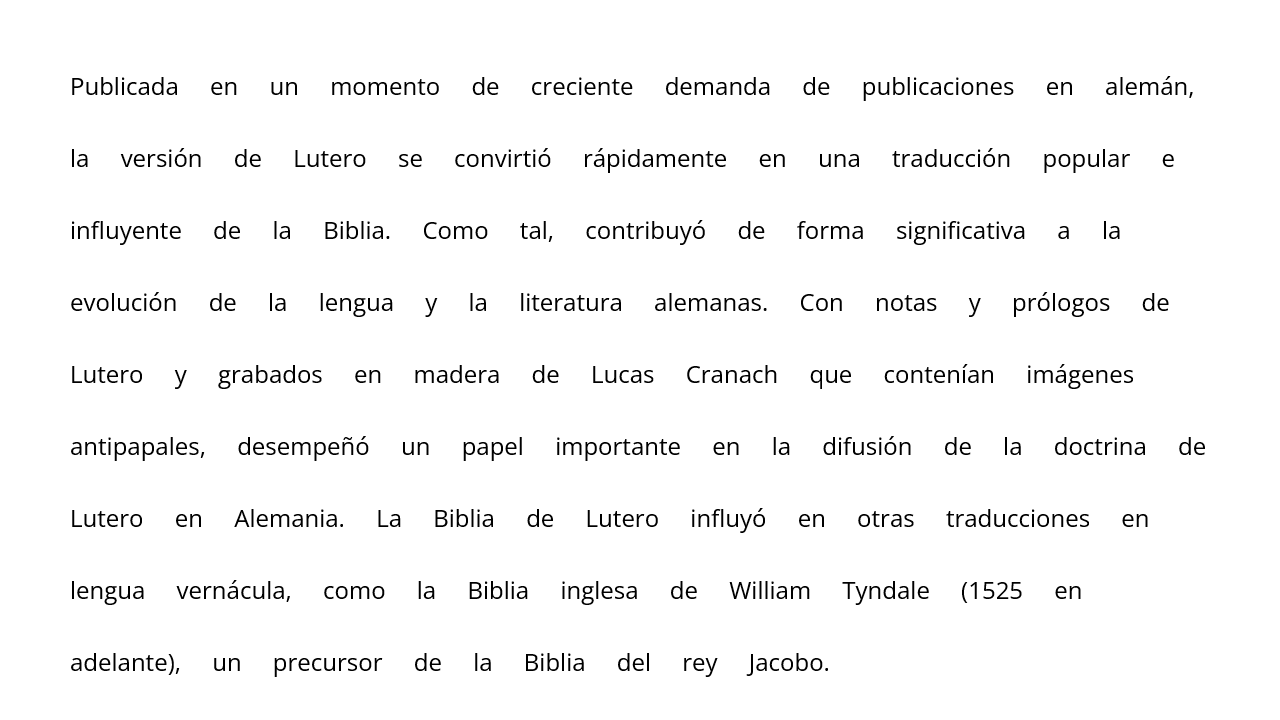 Publicada en un momento de creciente demanda de publicaciones en alemán,
la versión de Lutero se convirtió rápidamente en una traducción popular e
influyente de la Biblia. Como tal, contribuyó de forma significativa a la
evolución de la lengua y la literatura alemanas. Con notas y prólogos de
Lutero y grabados en madera de Lucas Cranach que contenían imágenes
antipapales, desempeñó un papel importante en la difusión de la doctrina de
Lutero en Alemania. La Biblia de Lutero influyó en otras traducciones en
lengua vernácula, como la Biblia inglesa de William Tyndale (1525 en
adelante), un precursor de la Biblia del rey Jacobo.